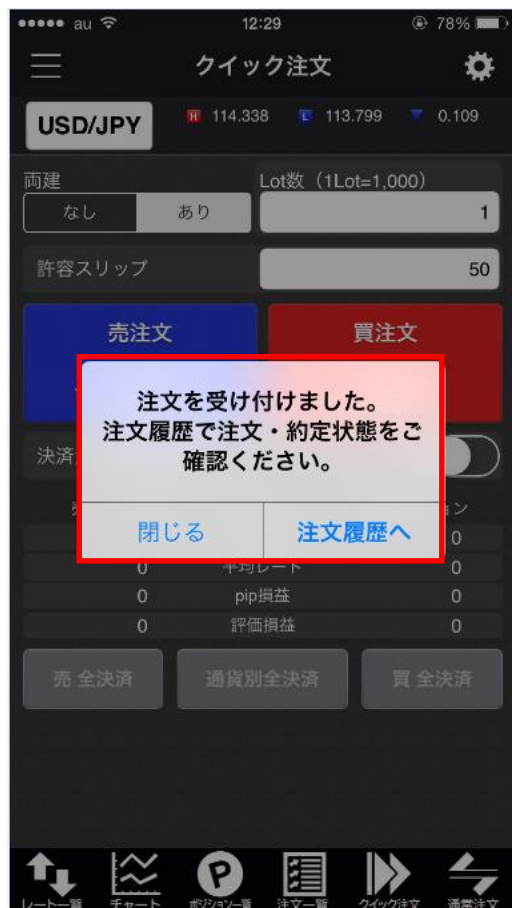 au 12:29 78%
クイック注文
USD/JPY H 114.338 L 113.799 ▼ 0.109
両建 Lot数（1Lot=1,000）
なし あり 1
許容スリップ 50
売注文 買注文
注文を受け付けました。
注文履歴で注文・約定状態をご
確認ください。
決済
閉じる 注文履歴へ
0
0 平均レート 0
0 pip損益 0
0 評価損益 0
売 全決済 通貨別全決済 買 全決済
レート一覧 チャート ポジション一覧 注文一覧 クイック注文 通常注文